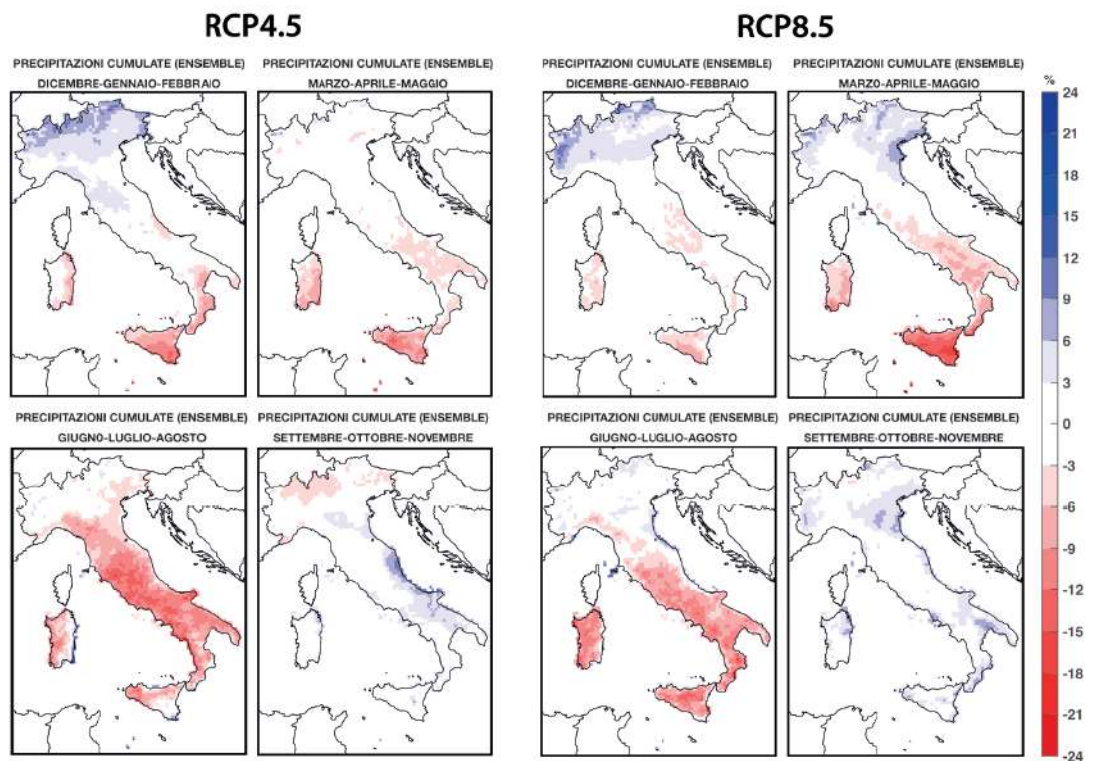 RCP4.5
RCP8.5
PRECIPITAZIONI CUMULATE (ENSEMBLE)
DICEMBRE-GENNAIO-FEBBRAIO
PRECIPITAZIONI CUMULATE (ENSEMBLE)
MARZO-APRILE-MAGGIO
PRECIPITAZIONI CUMULATE (ENSEMBLE)
DICEMBRE-GENNAIO-FEBBRAIO
PRECIPITAZIONI CUMULATE (ENSEMBLE)
MARZO-APRILE-MAGGIO
PRECIPITAZIONI CUMULATE (ENSEMBLE)
GIUGNO-LUGLIO-AGOSTO
PRECIPITAZIONI CUMULATE (ENSEMBLE)
SETTEMBRE-OTTOBRE-NOVEMBRE
PRECIPITAZIONI CUMULATE (ENSEMBLE)
GIUGNO-LUGLIO-AGOSTO
PRECIPITAZIONI CUMULATE (ENSEMBLE)
SETTEMBRE-OTTOBRE-NOVEMBRE
%
24
21
18
15
12
9
6
3
0
-3
-6
-9
-12
-15
-18
-21
-24